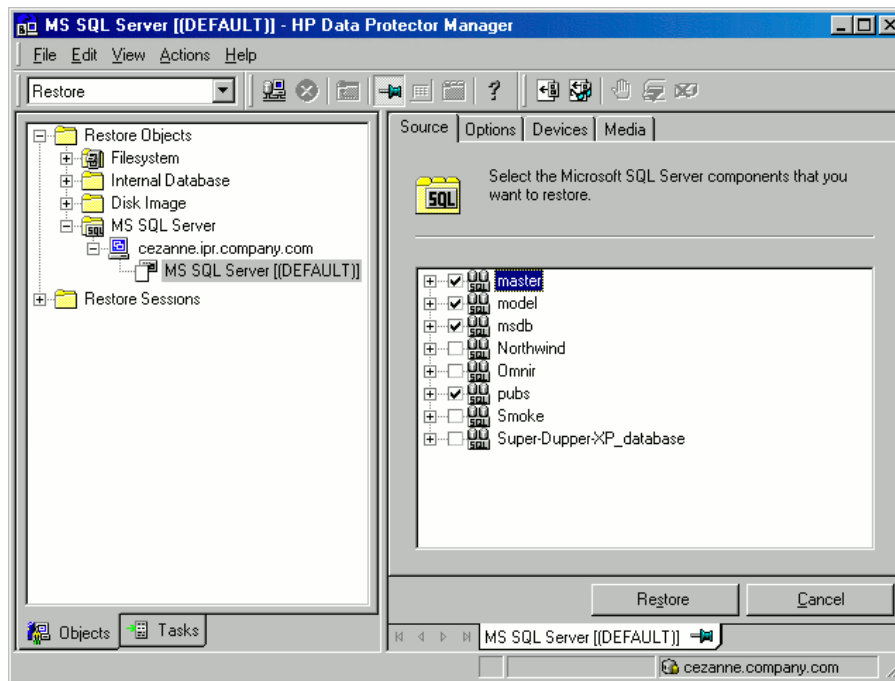 MS SQL Server [(DEFAULT)] - HP Data Protector Manager
File Edit View Actions Help
Restore
Restore Objects
Filesystem
Internal Database
Disk Image
MS SQL Server
cezanne.ipr.company.com
MS SQL Server [(DEFAULT)]
Restore Sessions
Objects Tasks
Source Options Devices Media
SQL
Select the Microsoft SQL Server components that you
want to restore.
master
model
msdb
Northwind
Omnir
pubs
Smoke
Super-Dupper-XP_database
Restore Cancel
MS SQL Server [(DEFAULT)]
cezanne.company.com